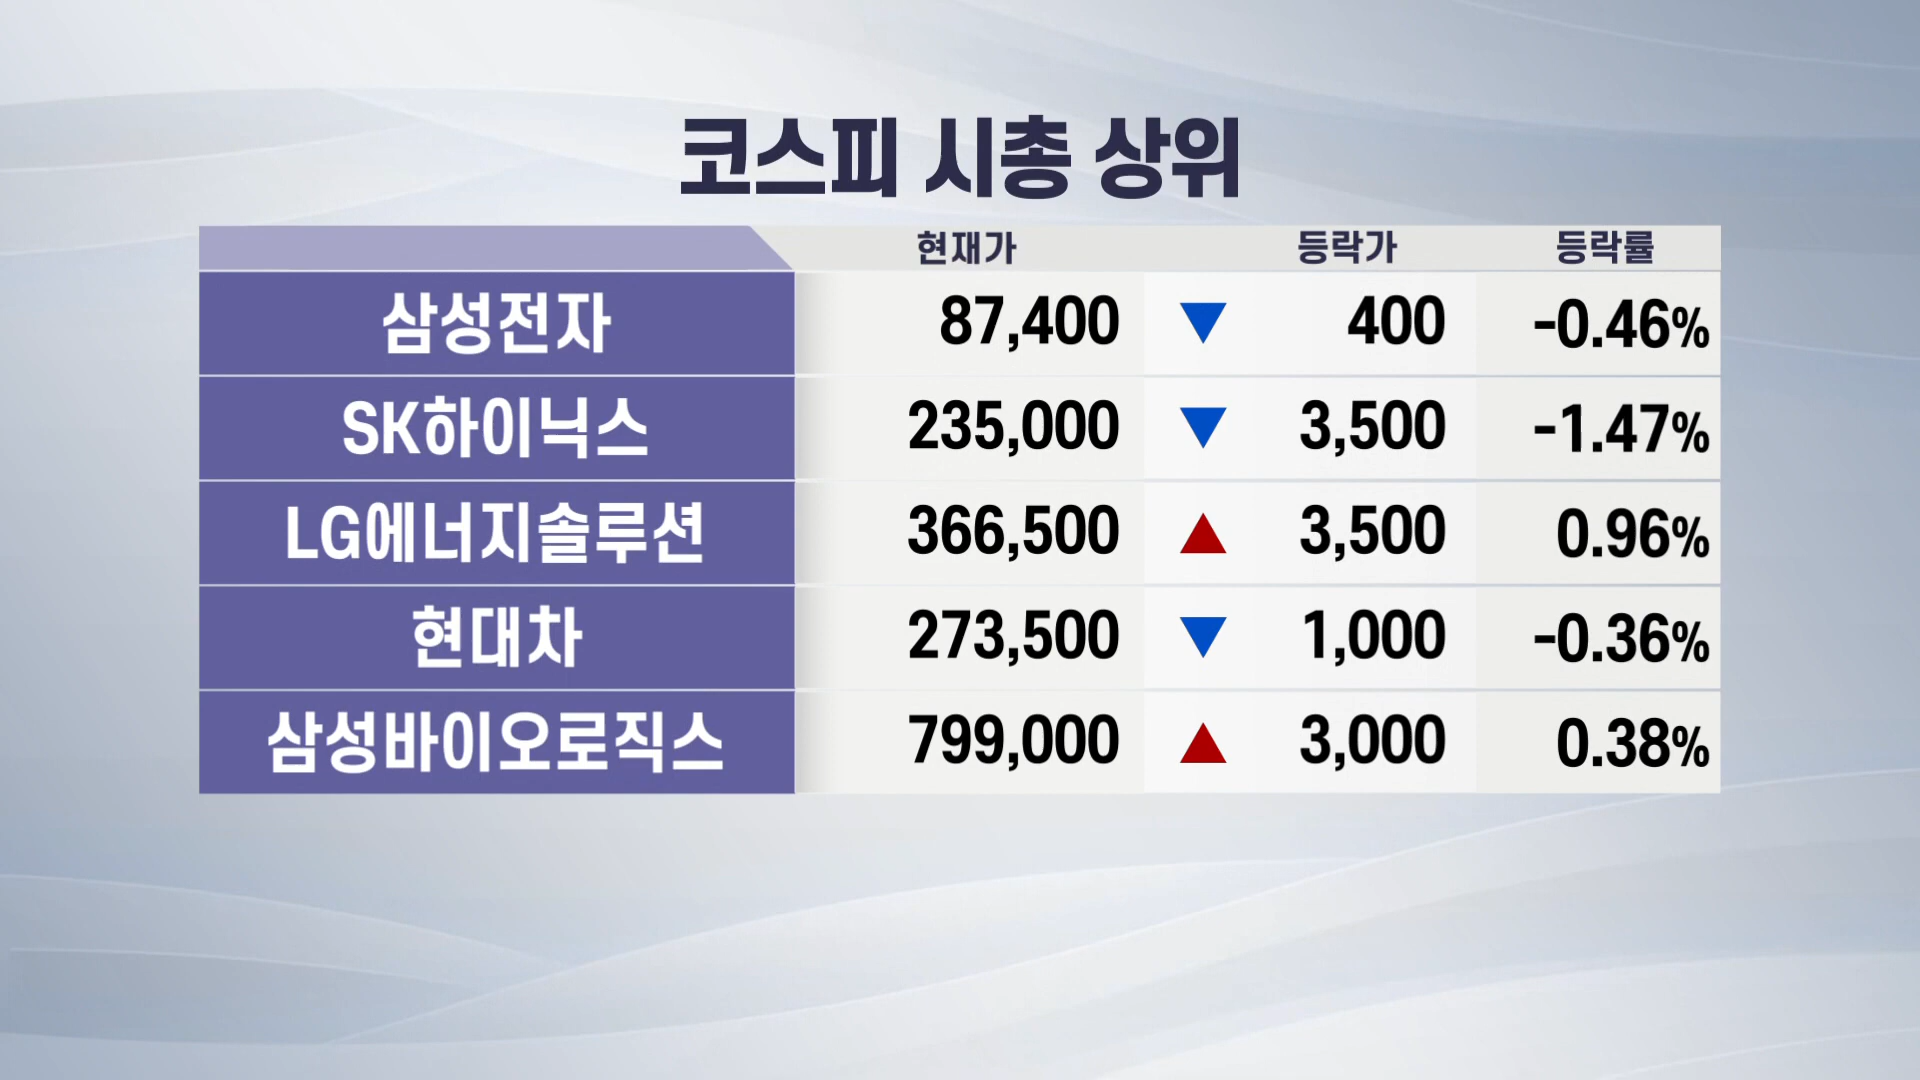 코스피 시총 상위
현재가 등락가 등락률
삼성전자 87,400 ▼ 400 -0.46%
SK하이닉스 235,000 ▼ 3,500 -1.47%
LG에너지솔루션 366,500 ▲ 3,500 0.96%
현대차 273,500 ▼ 1,000 -0.36%
삼성바이오로직스 799,000 ▲ 3,000 0.38%